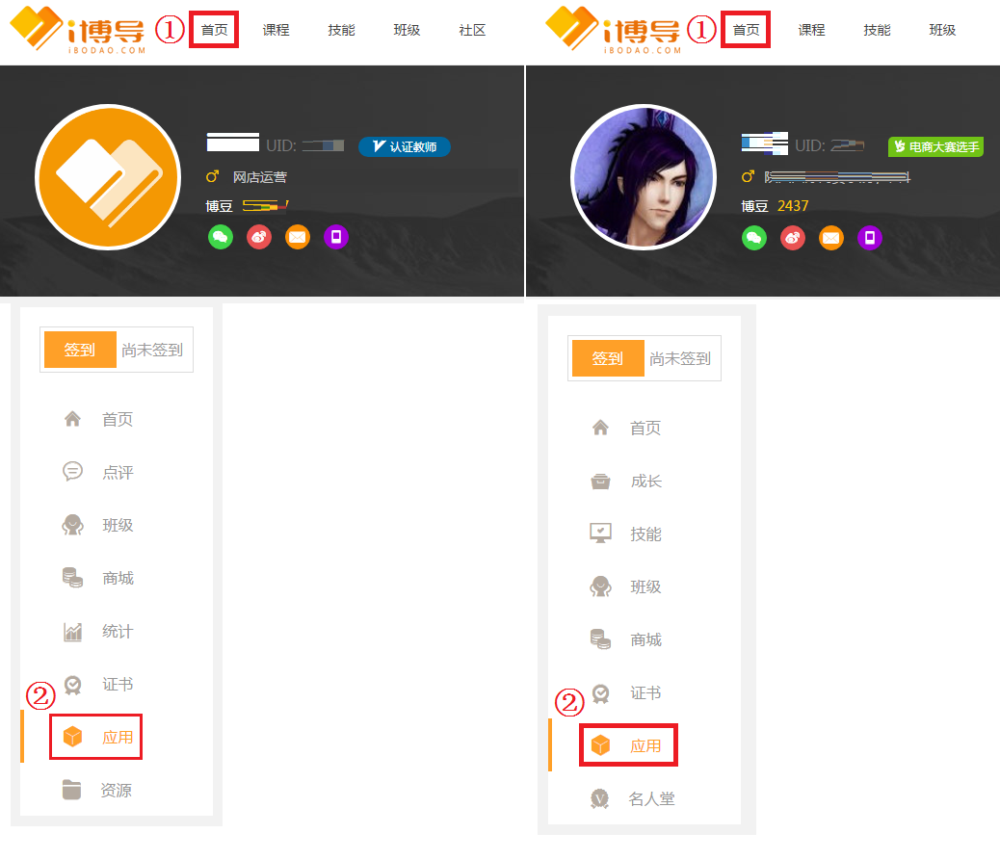 i博导
iBODAO.COM
① 首页 课程 技能 班级 社区
UID:
认证教师
网店运营
博豆
签到 尚未签到
首页
点评
班级
商城
统计
证书
② 应用
资源
i博导
iBODAO.COM
① 首页 课程 技能 班级
UID:
电商大赛选手
博豆 2437
签到 尚未签到
首页
成长
技能
班级
商城
证书
② 应用
名人堂